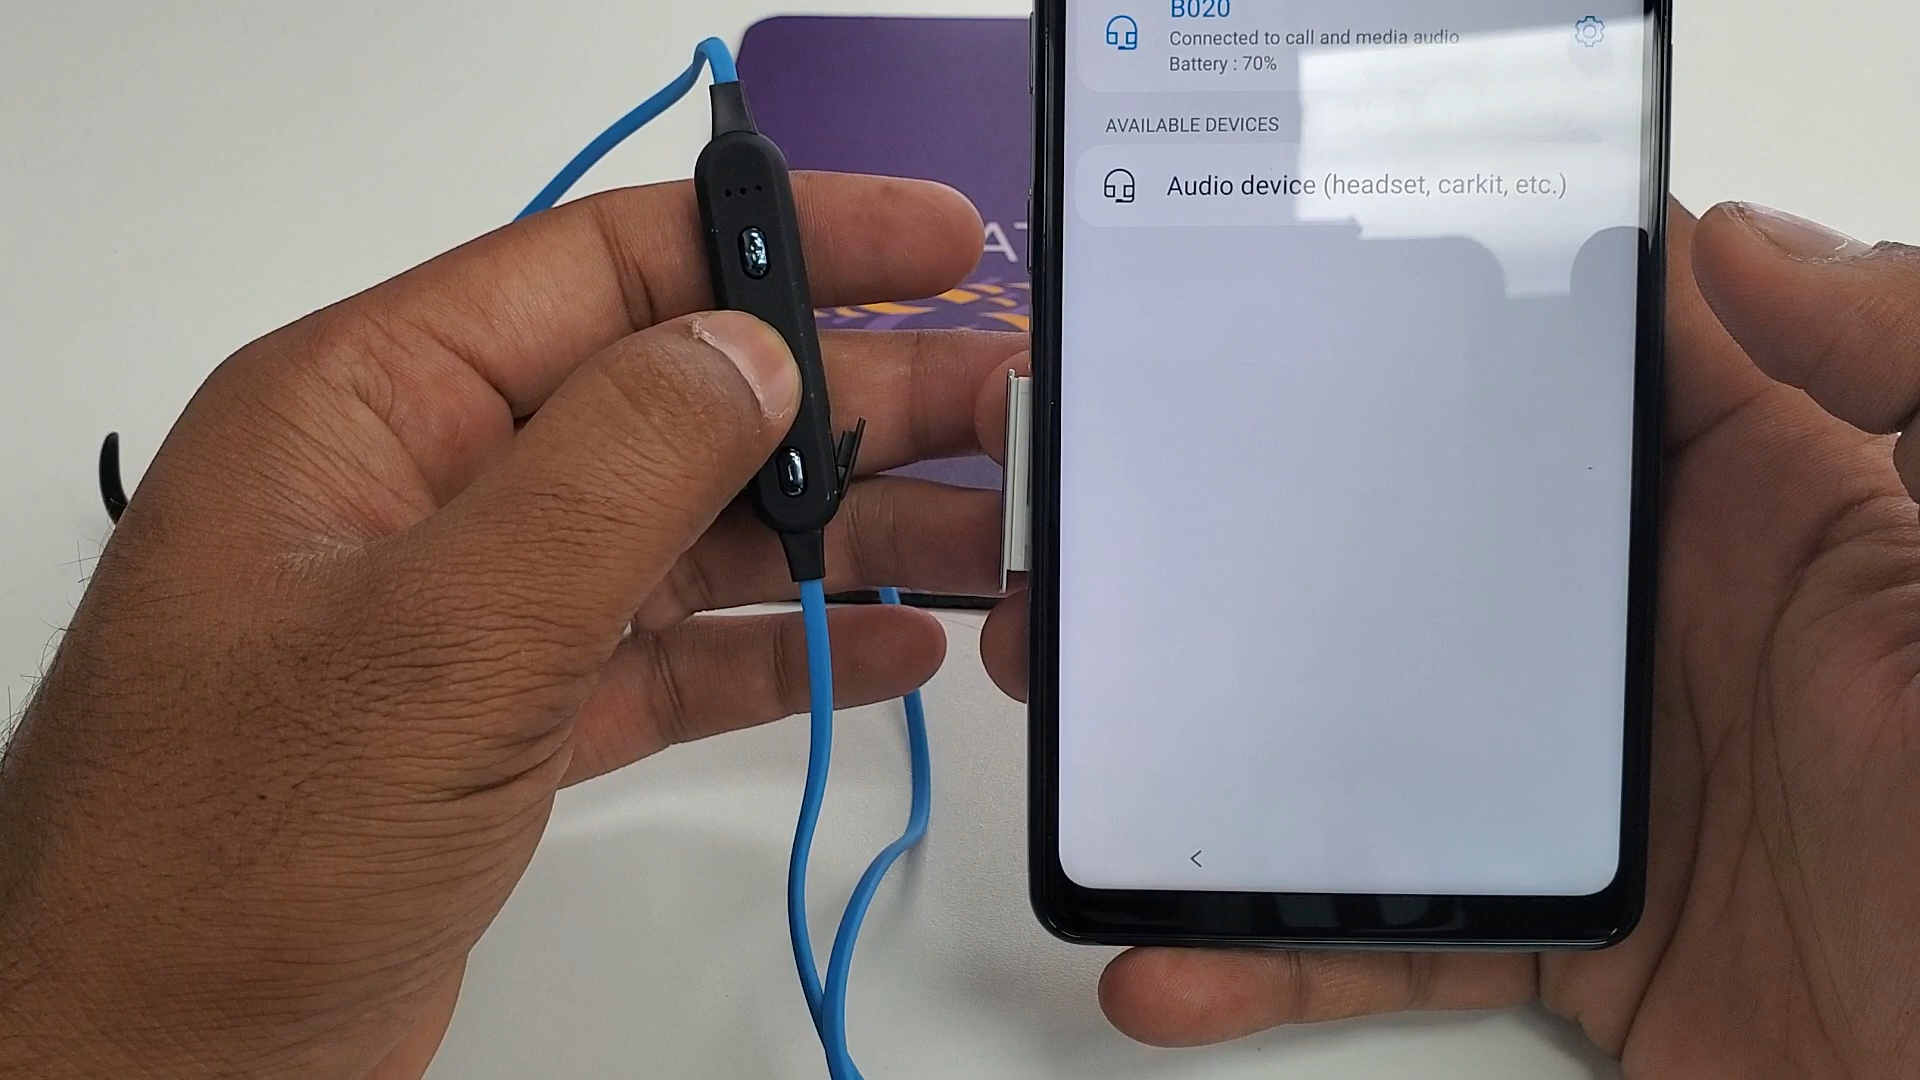 B020
Connected to call and media audio
Battery : 70%
AVAILABLE DEVICES
Audio device (headset, carkit, etc.)